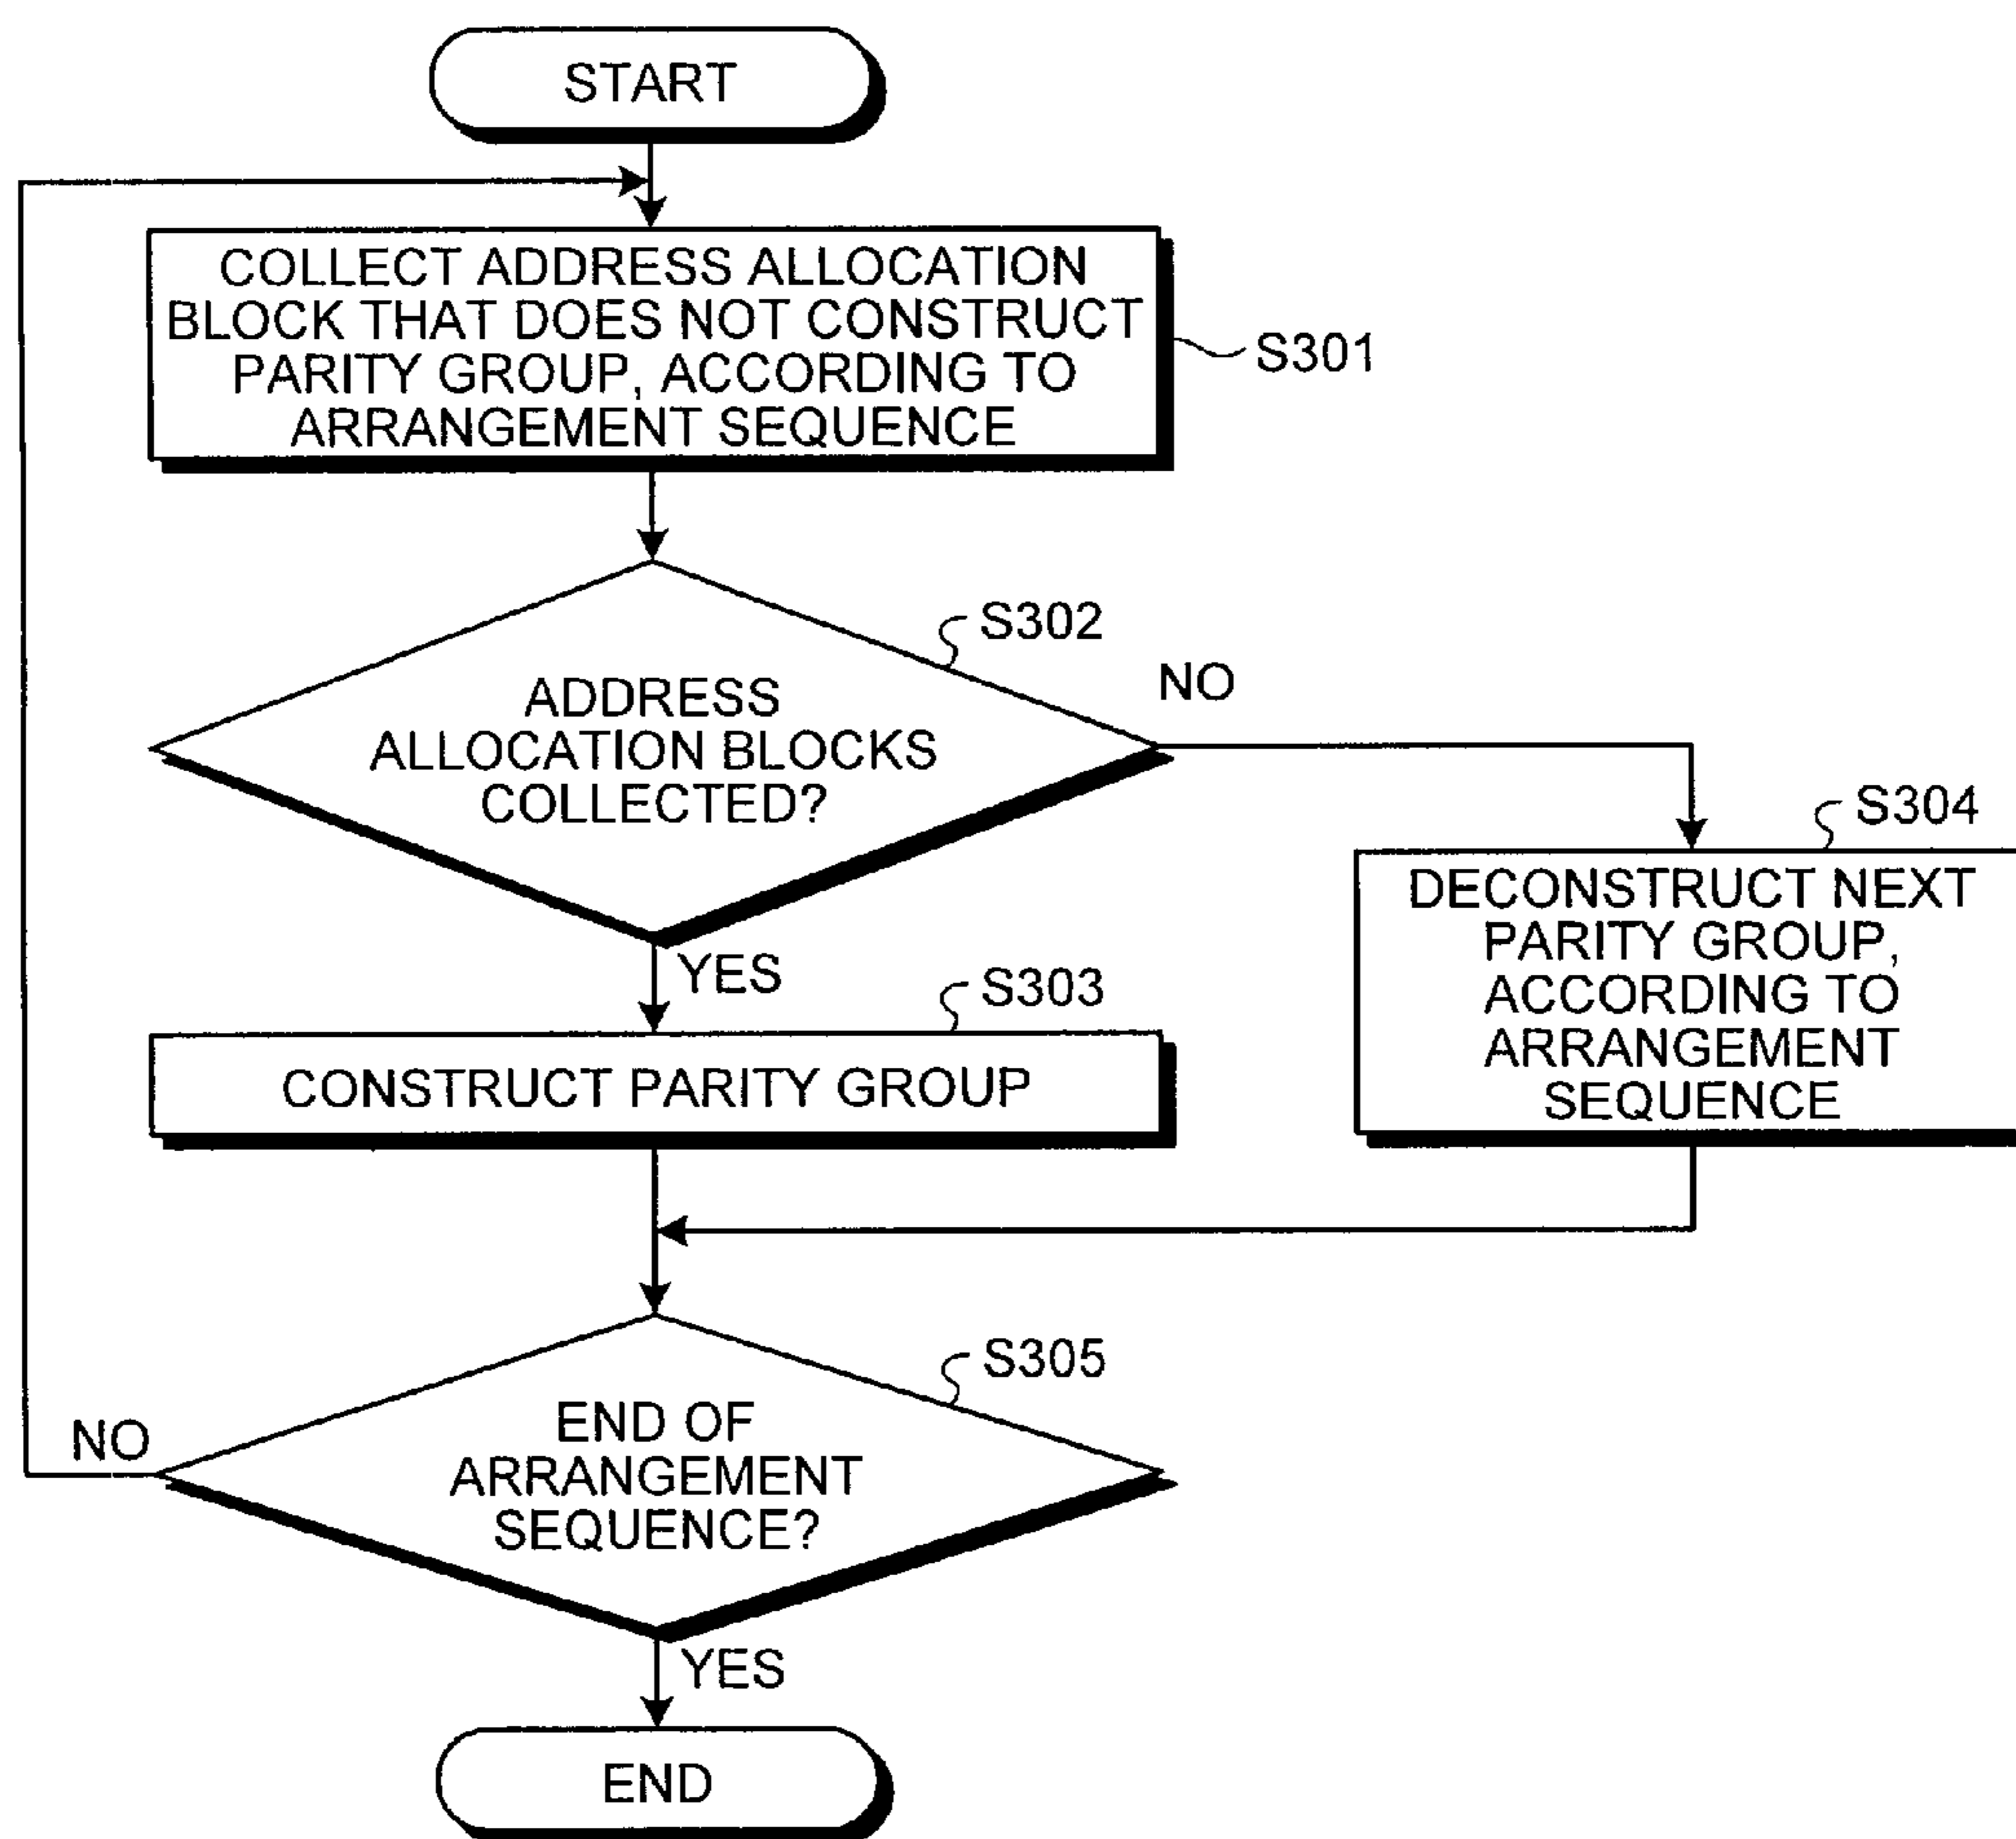 START
COLLECT ADDRESS ALLOCATION
BLOCK THAT DOES NOT CONSTRUCT
PARITY GROUP, ACCORDING TO
ARRANGEMENT SEQUENCE
S301
S302
ADDRESS
ALLOCATION BLOCKS
COLLECTED?
NO
YES
S303
CONSTRUCT PARITY GROUP
S304
DECONSTRUCT NEXT
PARITY GROUP,
ACCORDING TO
ARRANGEMENT
SEQUENCE
S305
END OF
ARRANGEMENT
SEQUENCE?
NO
YES
END